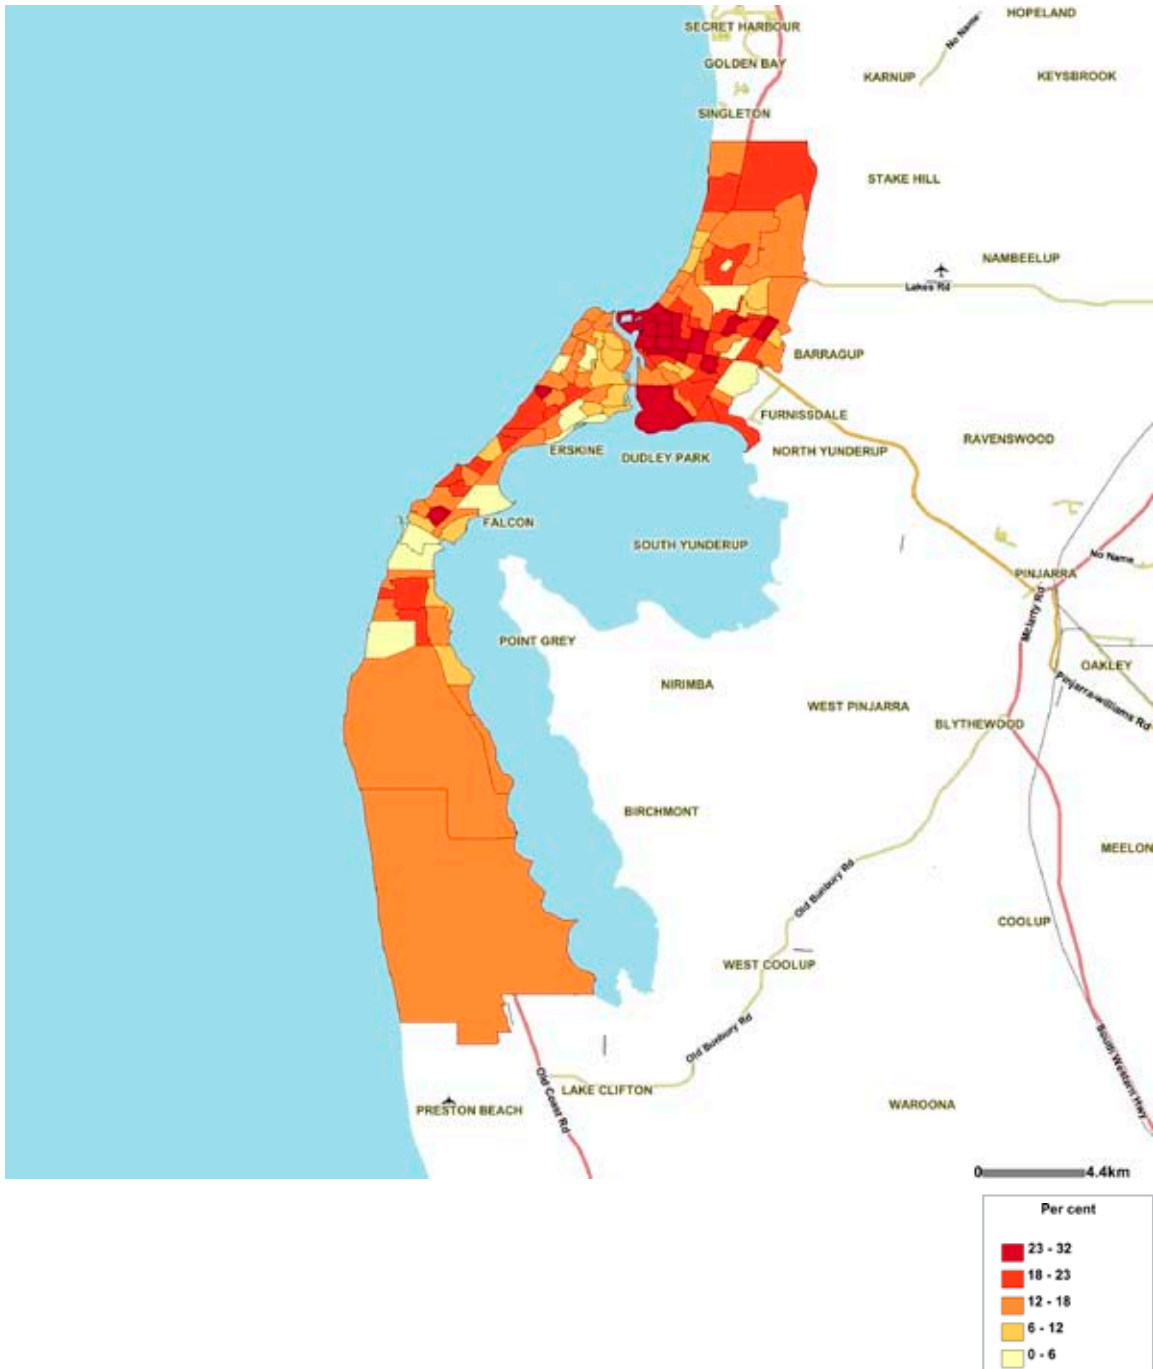 HOPELAND
SECRET HARBOUR
No Name
GOLDEN BAY
KARNUP
KEYSBROOK
SINGLETON
STAKE HILL
NAMBEELUP
Lakes Rd
BARRAGUP
FURNISSDALE
RAVENSWOOD
ERSKINE
DUDLEY PARK
NORTH YUNDERUP
FALCON
SOUTH YUNDERUP
No Name
PINJARRA
Mclarty Rd
POINT GREY
OAKLEY
NIRIMBA
WEST PINJARRA
Pinjarra-williams Rd
BLYTHEWOOD
BIRCHMONT
MEELON
Old Bunbury Rd
COOLUP
WEST COOLUP
Old Bunbury Rd
South Western Hwy
LAKE CLIFTON
Old Coast Rd
PRESTON BEACH
WAROONA
0 4.4km
Per cent
23 - 32
18 - 23
12 - 18
6 - 12
0 - 6